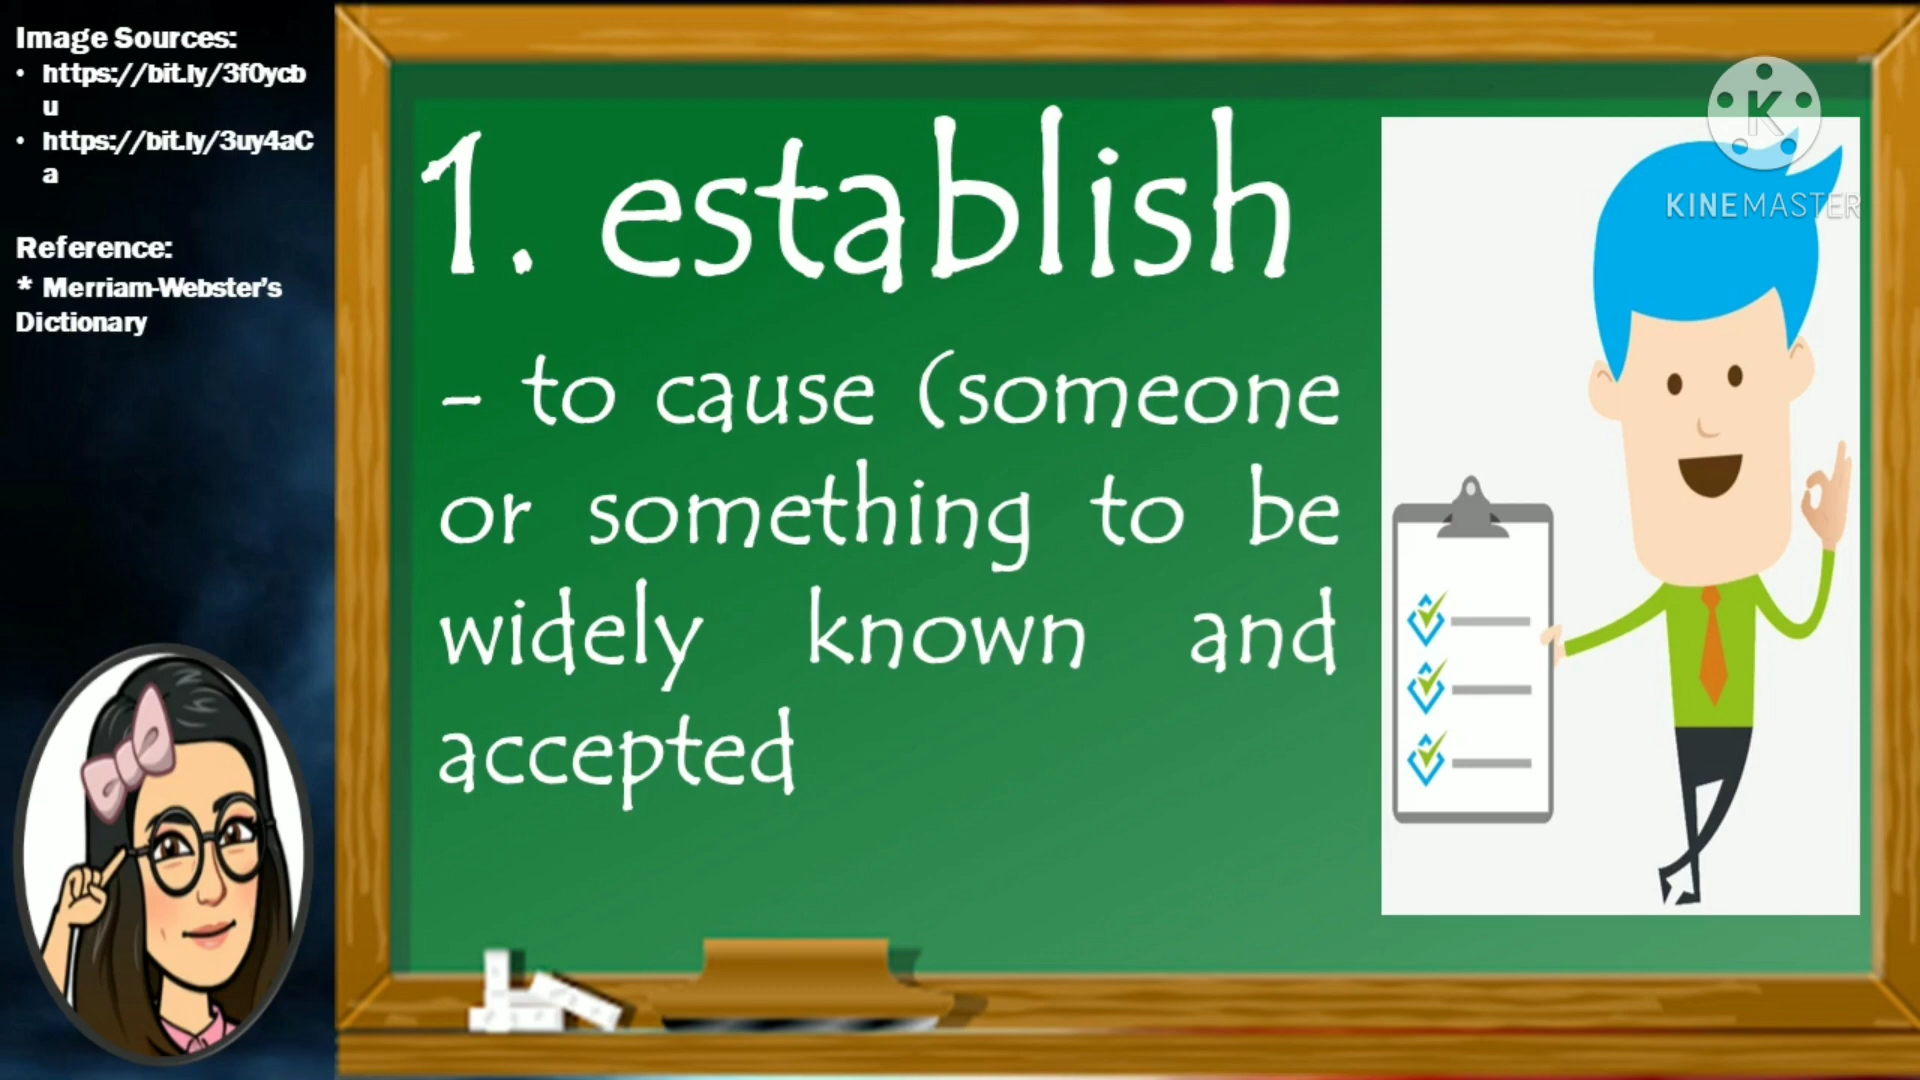 Image Sources:
• https://bit.ly/3f0ycb
u
• https://bit.ly/3uy4aC
a
Reference:
* Merriam-Webster's
Dictionary
1. establish
- to cause (someone
or something to be
widely known and
accepted
K
KINEMASTER